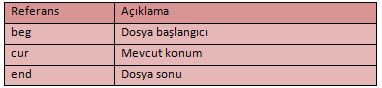 Referans Açıklama
beg Dosya başlangıcı
cur Mevcut konum
end Dosya sonu